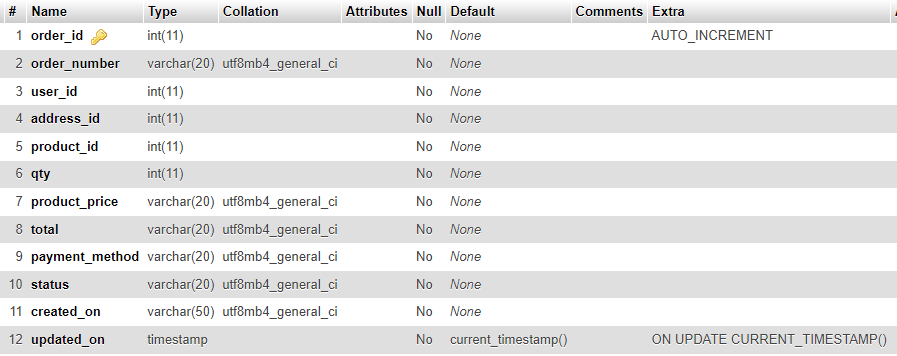 # Name Type Collation Attributes Null Default Comments Extra
1 order_id int(11) No None AUTO_INCREMENT
2 order_number varchar(20) utf8mb4_general_ci No None
3 user_id int(11) No None
4 address_id int(11) No None
5 product_id int(11) No None
6 qty int(11) No None
7 product_price varchar(20) utf8mb4_general_ci No None
8 total varchar(20) utf8mb4_general_ci No None
9 payment_method varchar(20) utf8mb4_general_ci No None
10 status varchar(20) utf8mb4_general_ci No None
11 created_on varchar(50) utf8mb4_general_ci No None
12 updated_on timestamp No current_timestamp() ON UPDATE CURRENT_TIMESTAMP()